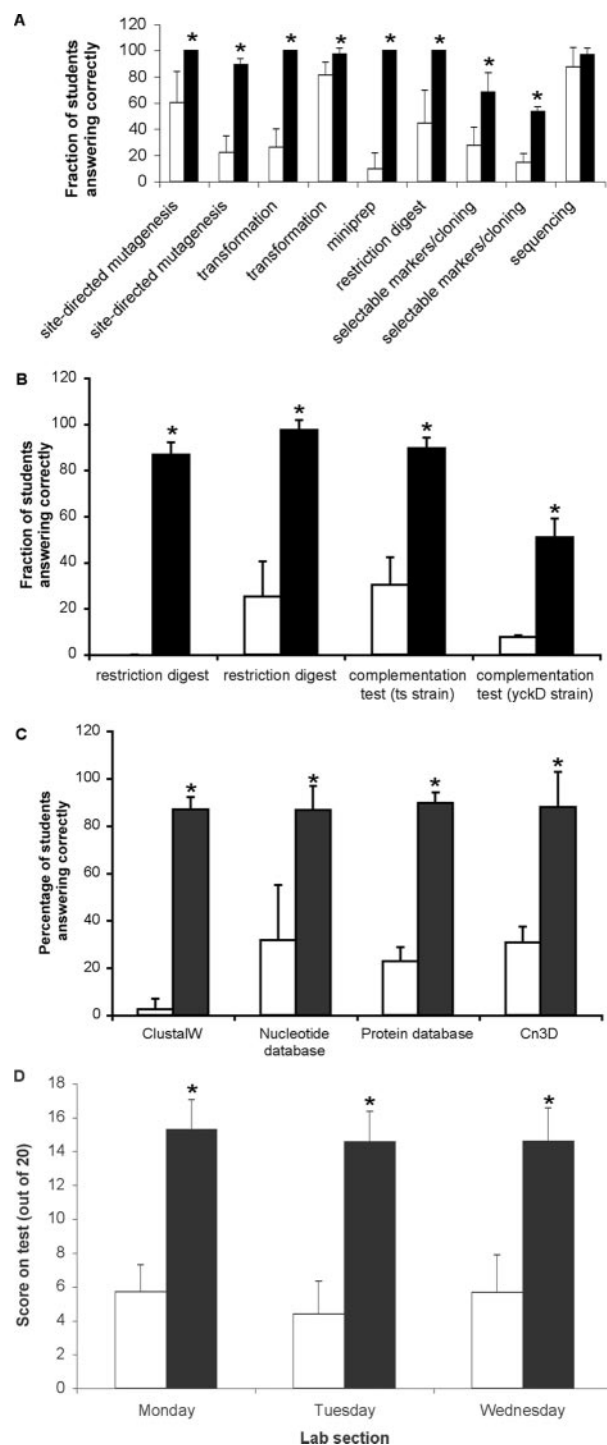 A
Fraction of students
answering correctly
120
100
80
60
40
20
0
* * * * * * * *
site-directed mutagenesis
site-directed mutagenesis
transformation
transformation
miniprep
restriction digest
selectable markers/cloning
selectable markers/cloning
sequencing
B
Fraction of students
answering correctly
120
100
80
60
40
20
0
* * * *
restriction digest
restriction digest
complementation
test (ts strain)
complementation
test (yckD strain)
C
Percentage of students
answering correctly
120
100
80
60
40
20
0
* * * *
ClustalW
Nucleotide
database
Protein database
Cn3D
D
Score on test (out of 20)
18
16
14
12
10
8
6
4
2
0
* * *
Monday
Tuesday
Wednesday
Lab section